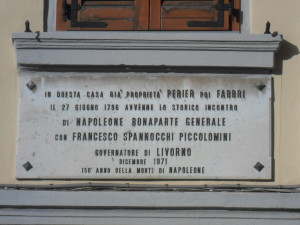 IN QUESTA CASA GIÀ PROPRIETÀ PERIER POI FABBRI
IL 27 GIUGNO 1796 AVVENNE LO STORICO INCONTRO
DI NAPOLEONE BONAPARTE GENERALE
CON FRANCESCO SPANNOCCHI PICCOLOMINI
GOVERNATORE DI LIVORNO
DICEMBRE 1971
150° ANNO DELLA MORTE DI NAPOLEONE